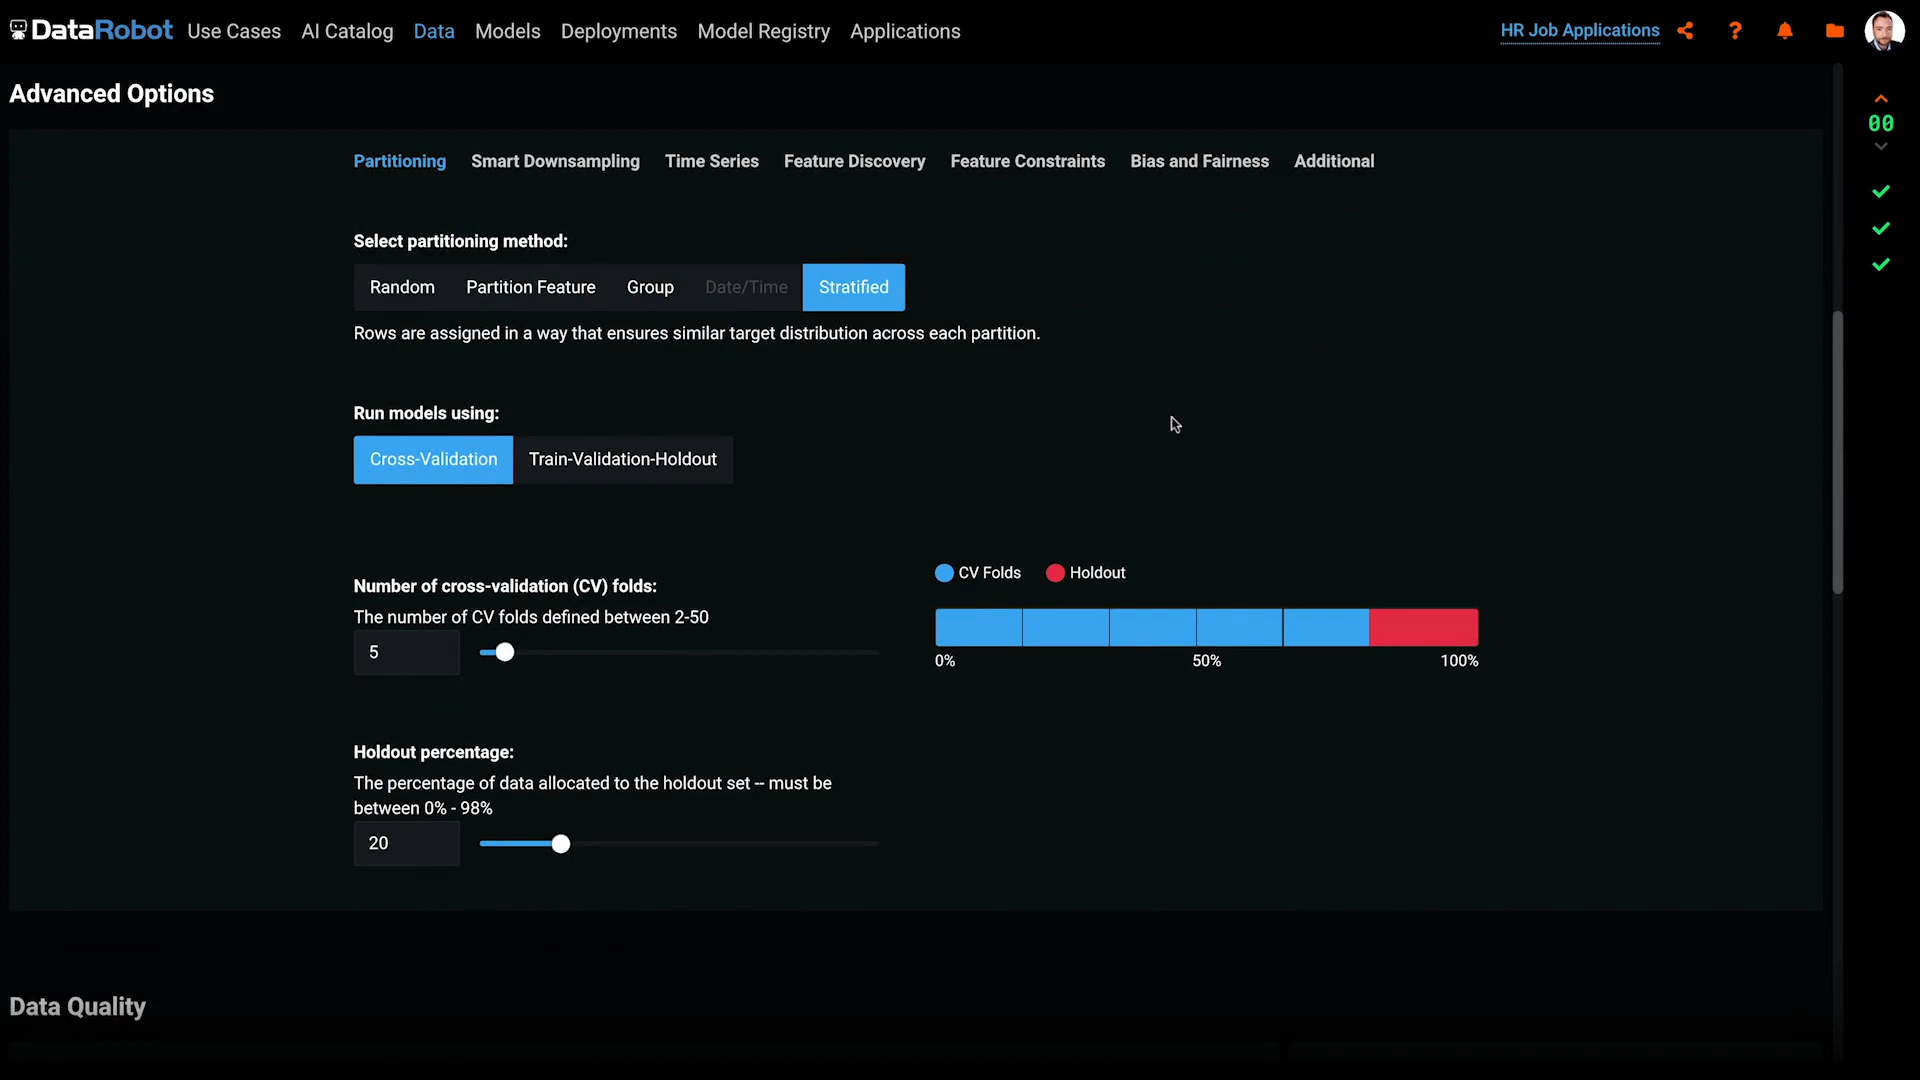 DataRobot Use Cases AI Catalog Data Models Deployments Model Registry Applications HR Job Applications ?
Advanced Options
00
Partitioning Smart Downsampling Time Series Feature Discovery Feature Constraints Bias and Fairness Additional
Select partitioning method:
Random Partition Feature Group Date/Time Stratified
Rows are assigned in a way that ensures similar target distribution across each partition.
Run models using:
Cross-Validation Train-Validation-Holdout
CV Folds Holdout
Number of cross-validation (CV) folds:
The number of CV folds defined between 2-50
5
0% 50% 100%
Holdout percentage:
The percentage of data allocated to the holdout set -- must be
between 0% - 98%
20
Data Quality